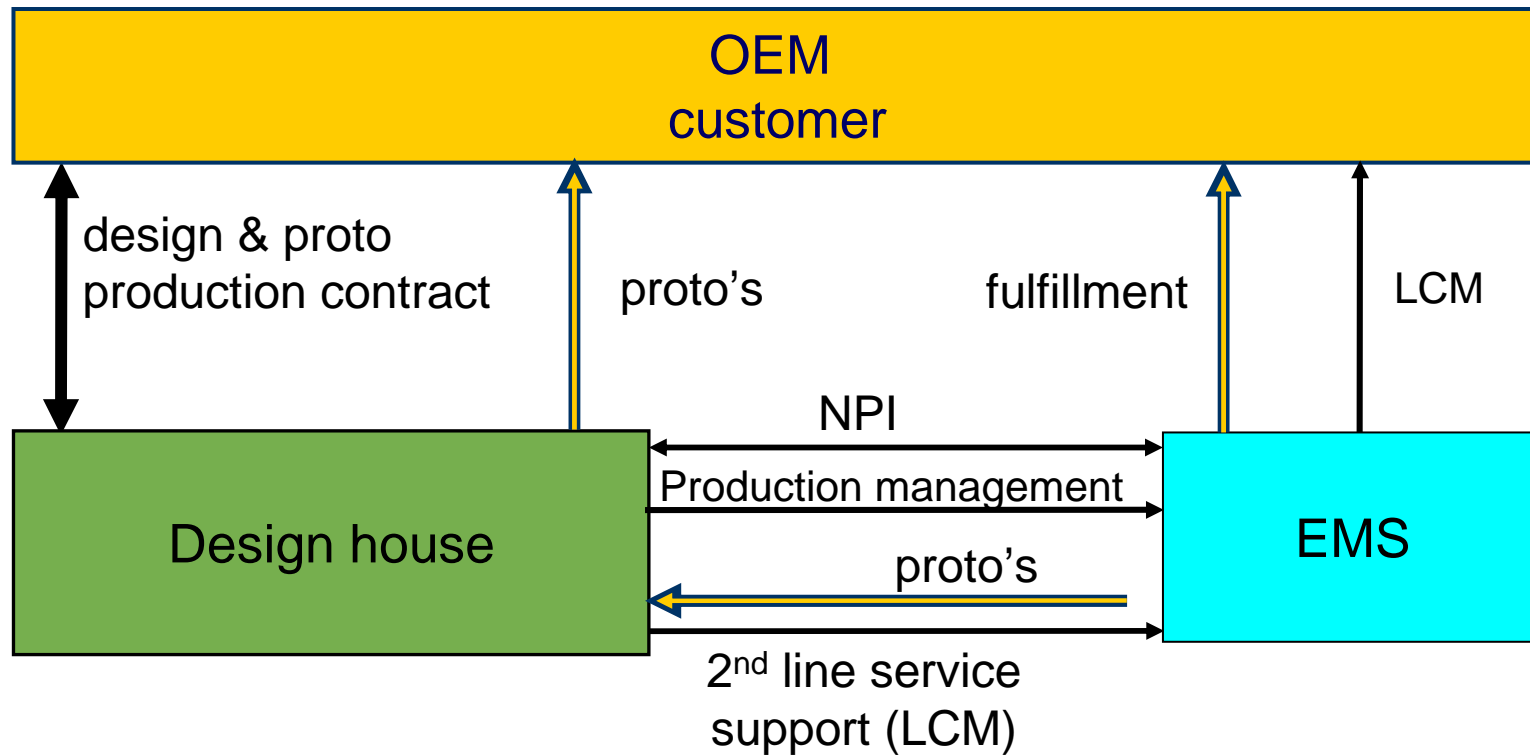 OEM
customer
design & proto
production contract
proto’s
fulfillment
LCM
NPI
Production management
Design house
EMS
proto’s
2nd line service
support (LCM)